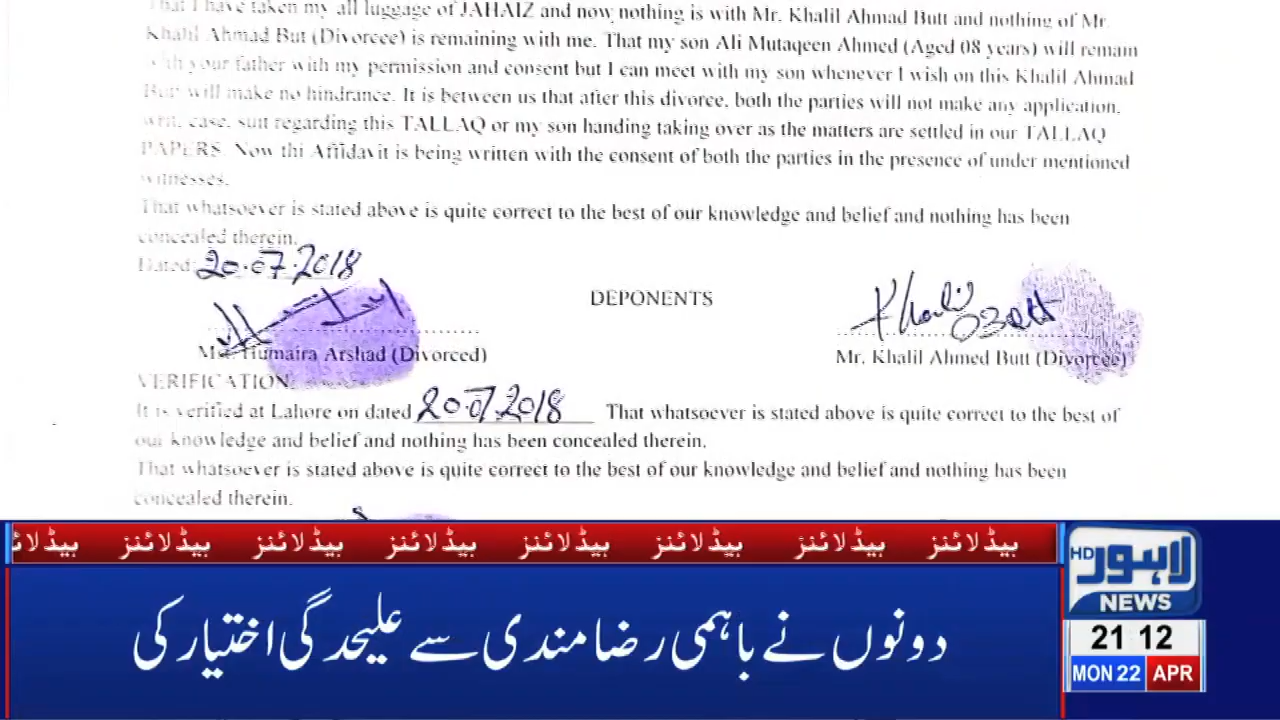 That I have taken my all luggage of JAHAIZ and now nothing is with Mr. Khalil Ahmad Butt and nothing of Mr.
Khalil Ahmad But (Divorcee) is remaining with me. That my son Ali Mutaqeen Ahmed (Aged 08 years) will remain
with your father with my permission and consent but I can meet with my son whenever I wish on this Khalil Ahmad
Butt will make no hindrance. It is between us that after this divorce, both the parties will not make any application,
writ, case, suit regarding this TALLAQ or my son handing taking over as the matters are settled in our TALLAQ
PAPERS. Now thi Affidavit is being written with the consent of both the parties in the presence of under mentioned
witnesses.
That whatsoever is stated above is quite correct to the best of our knowledge and belief and nothing has been
concealed therein.
Dated: 20.07.2018
DEPONENTS
Khalil Butt
Humaira Arshad (Divorced)
Mr. Khalil Ahmed Butt (Divorcee)
VERIFICATION:
It is verified at Lahore on dated 20.07.2018 That whatsoever is stated above is quite correct to the best of
our knowledge and belief and nothing has been concealed therein.
That whatsoever is stated above is quite correct to the best of our knowledge and belief and nothing has been
concealed therein.
ہیڈلائنز ہیڈلائنز ہیڈلائنز ہیڈلائنز ہیڈلائنز ہیڈلائنز ہیڈلائنز ہیڈلائنز
دونوں نے باہمی رضا مندی سے علیحدگی اختیار کی
HD لاہور
NEWS
21 12
MON 22 APR